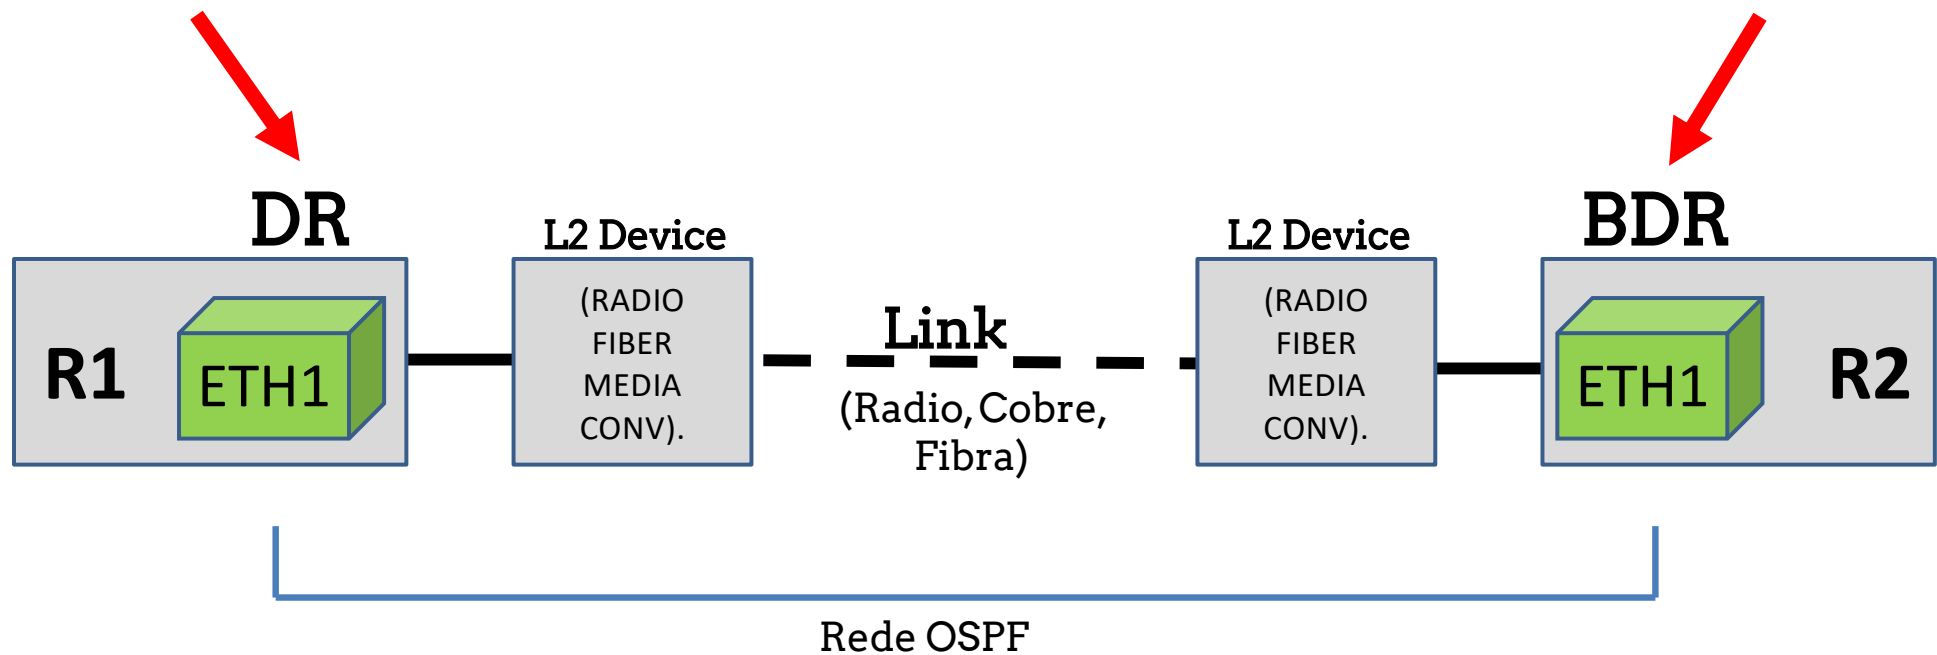 DR
BDR
L2 Device
L2 Device
R1
ETH1
(RADIO
FIBER
MEDIA
CONV).
Link
(Radio, Cobre,
Fibra)
(RADIO
FIBER
MEDIA
CONV).
ETH1
R2
Rede OSPF